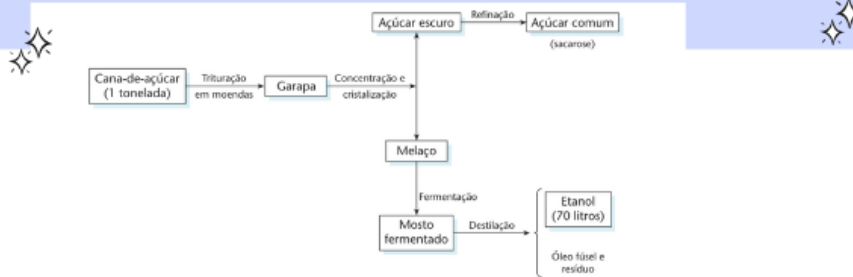 Açúcar escuro
Refinação
Açúcar comum
(sacarose)
Cana-de-açúcar
(1 tonelada)
Trituração
em moendas
Garapa
Concentração e
cristalização
Melaço
Fermentação
Mosto
fermentado
Destilação
Etanol
(70 litros)
Óleo fúsel e
resíduo